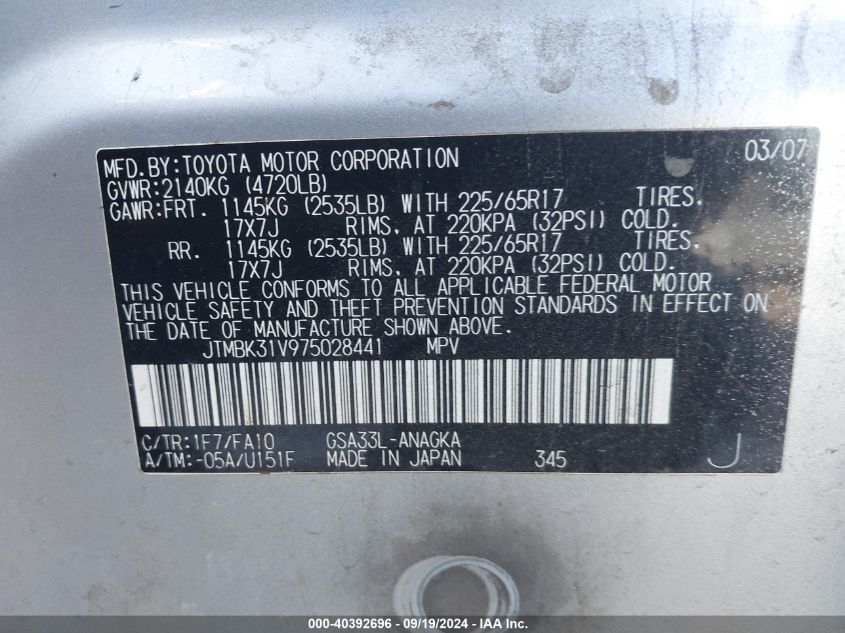 MFD.BY:TOYOTA MOTOR CORPORATION 03/07
GVWR:2140KG (4720LB)
GAWR:FRT. 1145KG (2535LB) WITH 225/65R17 TIRES.
17X7J RIMS. AT 220KPA (32PSI) COLD.
RR. 1145KG (2535LB) WITH 225/65R17 TIRES.
17X7J RIMS. AT 220KPA (32PSI) COLD.
THIS VEHICLE CONFORMS TO ALL APPLICABLE FEDERAL MOTOR
VEHICLE SAFETY AND THEFT PREVENTION STANDARDS IN EFFECT ON
THE DATE OF MANUFACTURE SHOWN ABOVE.
JTMBK31V975028441 MPV
C/TR:1F7/FA10 GSA33L-ANAGKA
A/TM:-05A/U151F MADE IN JAPAN 345 J
000-40392696 - 09/19/2024 - IAA Inc.